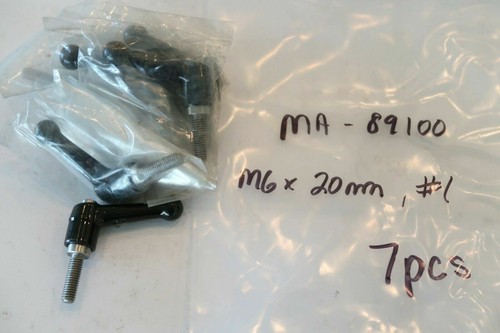 MA - 89100
M6 x 20mm, #1
7pcs